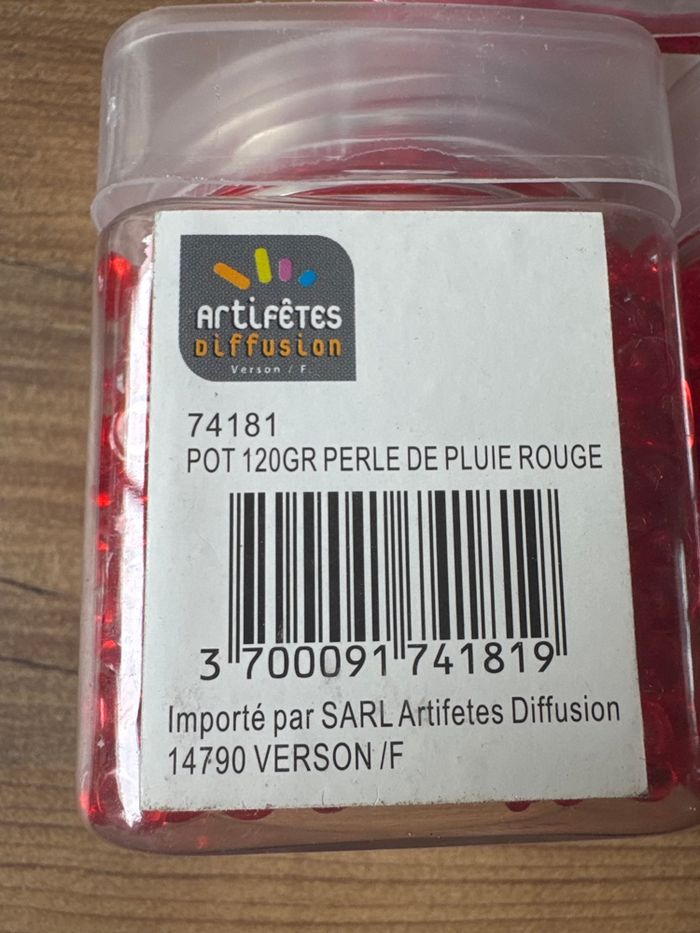 ARTIFÊTES
Diffusion
Verson / F.
74181
POT 120GR PERLE DE PLUIE ROUGE
3 700091 741819
Importé par SARL Artifetes Diffusion
14790 VERSON /F